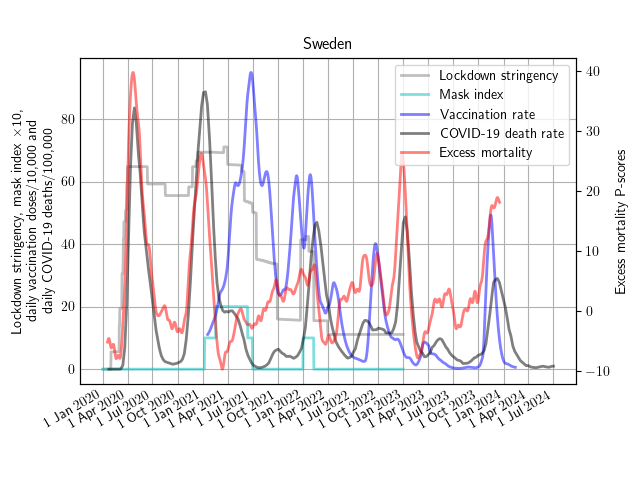 Sweden
Lockdown stringency
Mask index
Vaccination rate
COVID-19 death rate
Excess mortality
Lockdown stringency, mask index ×10,
daily vaccination doses/10,000 and
daily COVID-19 deaths/100,000
80
60
40
20
0
40
30
20
10
0
−10
Excess mortality P-scores
1 Jan 2020
1 Apr 2020
1 Jul 2020
1 Oct 2020
1 Jan 2021
1 Apr 2021
1 Jul 2021
1 Oct 2021
1 Jan 2022
1 Apr 2022
1 Jul 2022
1 Oct 2022
1 Jan 2023
1 Apr 2023
1 Jul 2023
1 Oct 2023
1 Jan 2024
1 Apr 2024
1 Jul 2024